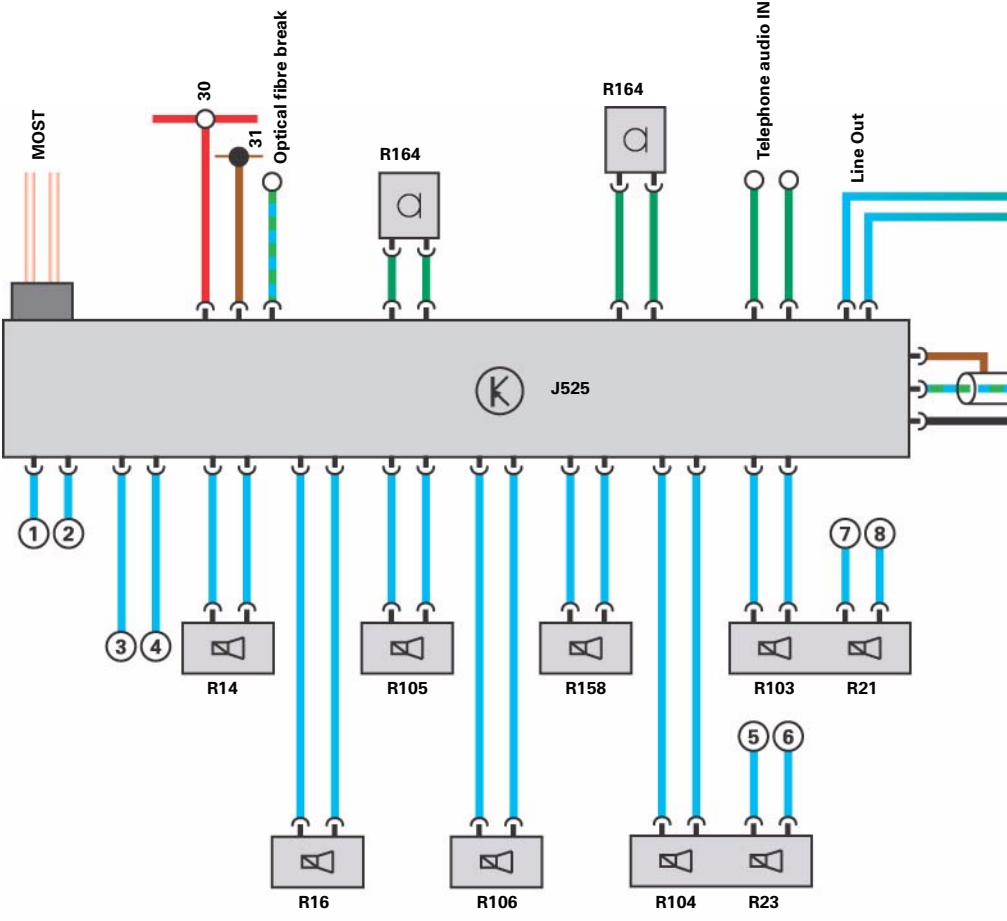 MOST
30
31
Optical fibre break
R164
R164
Telephone audio IN
Line Out
J525
1
2
3
4
7
8
R14
R105
R158
R103
R21
5
6
R16
R106
R104
R23